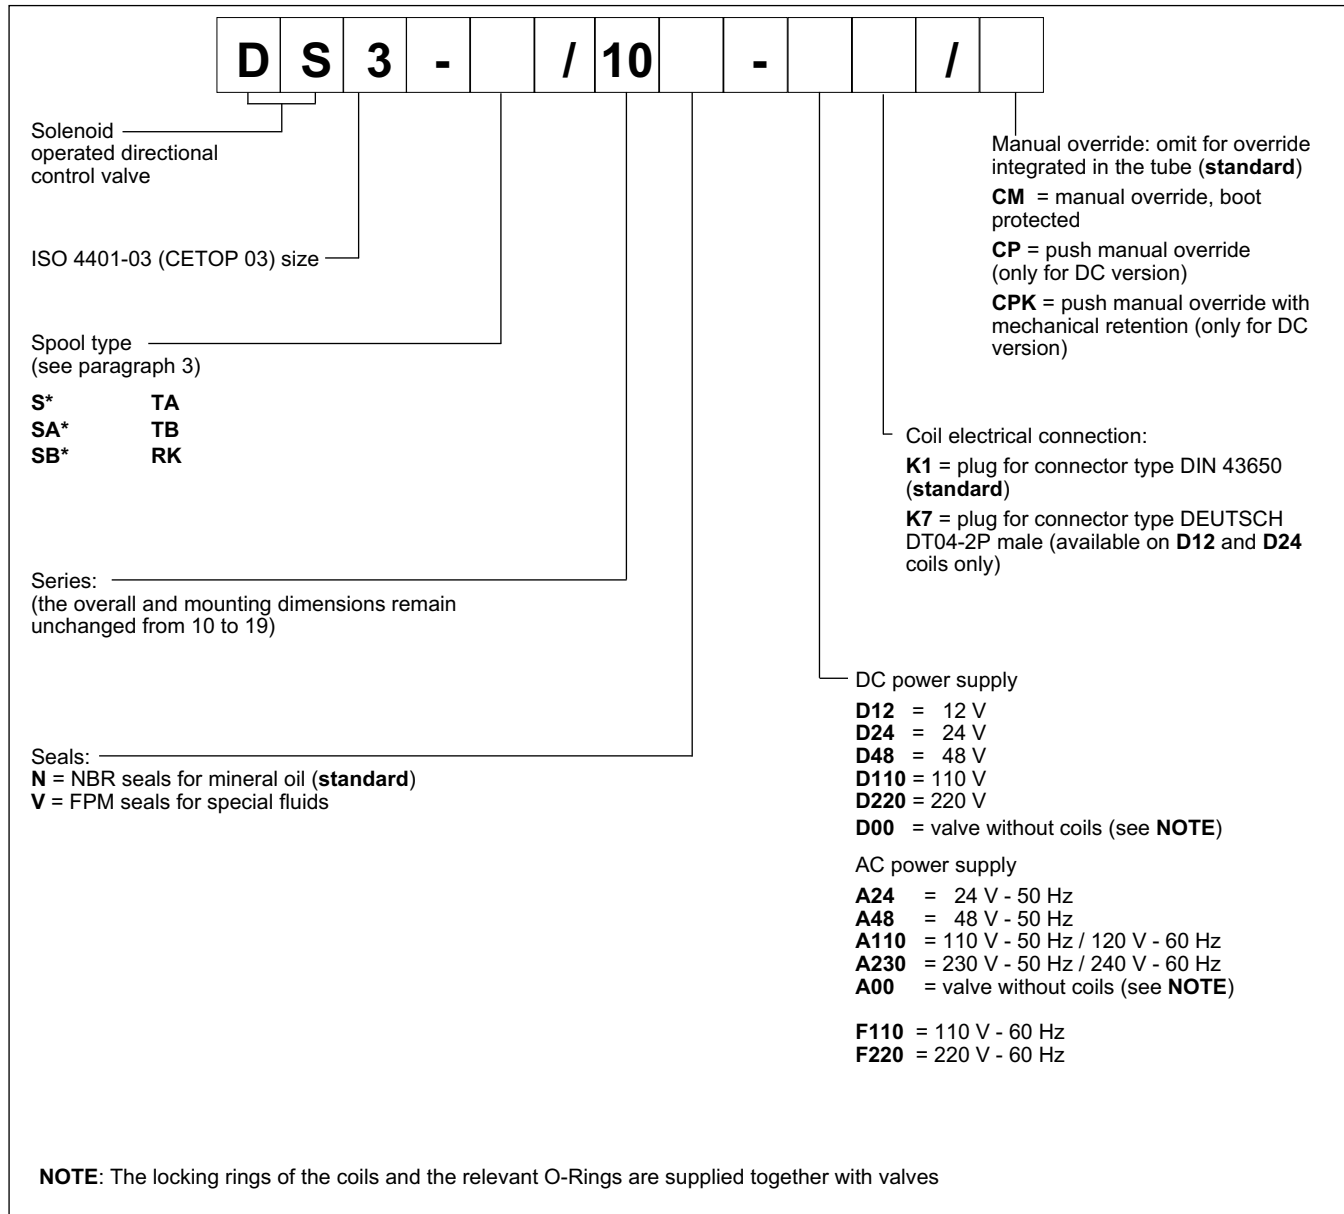 D S 3 - / 10 - /
Solenoid
operated directional
control valve
ISO 4401-03 (CETOP 03) size
Spool type
(see paragraph 3)
S* TA
SA* TB
SB* RK
Series:
(the overall and mounting dimensions remain
unchanged from 10 to 19)
Seals:
N = NBR seals for mineral oil (standard)
V = FPM seals for special fluids
Manual override: omit for override
integrated in the tube (standard)
CM = manual override, boot
protected
CP = push manual override
(only for DC version)
CPK = push manual override with
mechanical retention (only for DC
version)
Coil electrical connection:
K1 = plug for connector type DIN 43650
(standard)
K7 = plug for connector type DEUTSCH
DT04-2P male (available on D12 and D24
coils only)
DC power supply
D12 = 12 V
D24 = 24 V
D48 = 48 V
D110 = 110 V
D220 = 220 V
D00 = valve without coils (see NOTE)
AC power supply
A24 = 24 V - 50 Hz
A48 = 48 V - 50 Hz
A110 = 110 V - 50 Hz / 120 V - 60 Hz
A230 = 230 V - 50 Hz / 240 V - 60 Hz
A00 = valve without coils (see NOTE)
F110 = 110 V - 60 Hz
F220 = 220 V - 60 Hz
NOTE: The locking rings of the coils and the relevant O-Rings are supplied together with valves